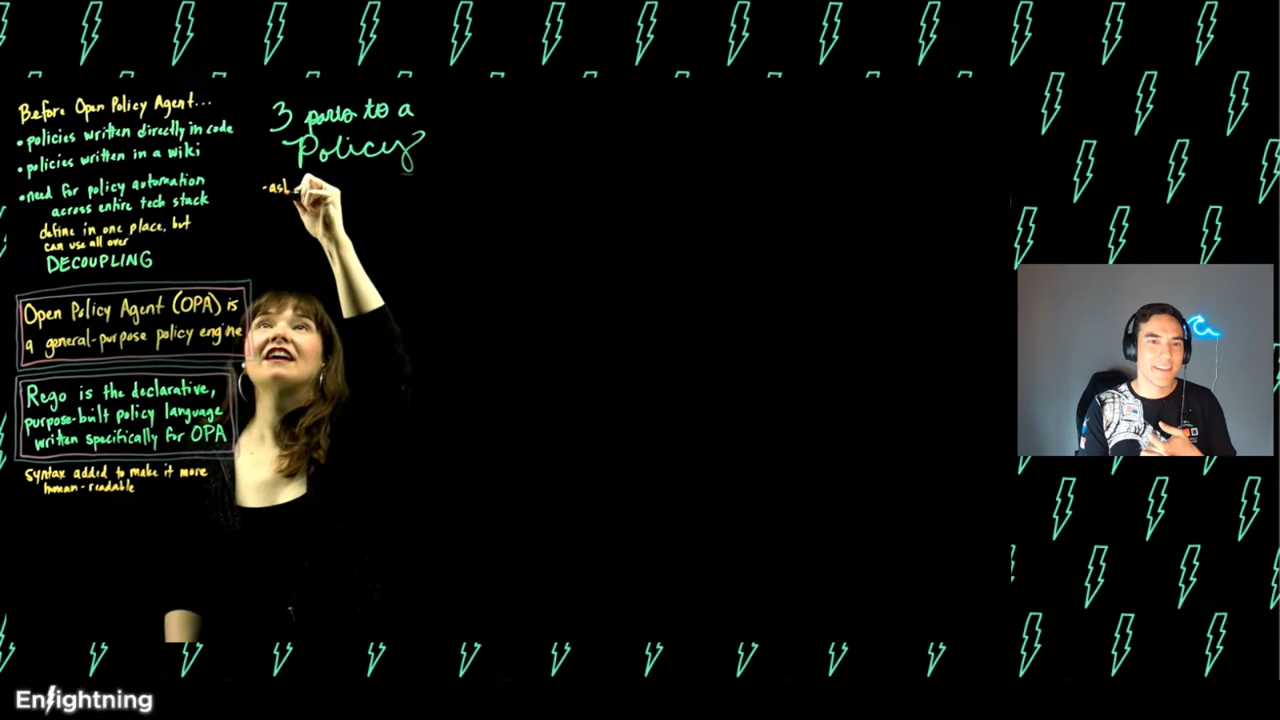 Before Open Policy Agent...
• policies written directly in code
• policies written in a wiki
• need for policy automation
across entire tech stack
define in one place, but
can use all over
DECOUPLING
Open Policy Agent (OPA) is
a general-purpose policy engine
Rego is the declarative,
purpose-built policy language
written specifically for OPA
Syntax added to make it more
human-readable
3 parts to a
Policy
Enlightning